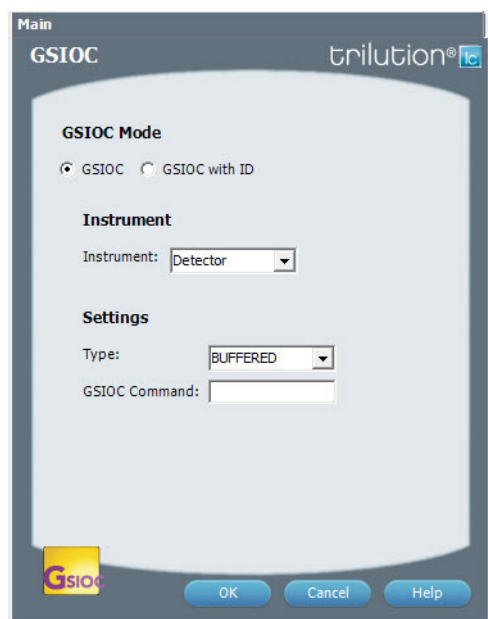 Main
GSIOC trilution® lc
GSIOC Mode
GSIOC GSIOC with ID
Instrument
Instrument: Detector
Settings
Type: BUFFERED
GSIOC Command:
GSIOC
OK Cancel Help